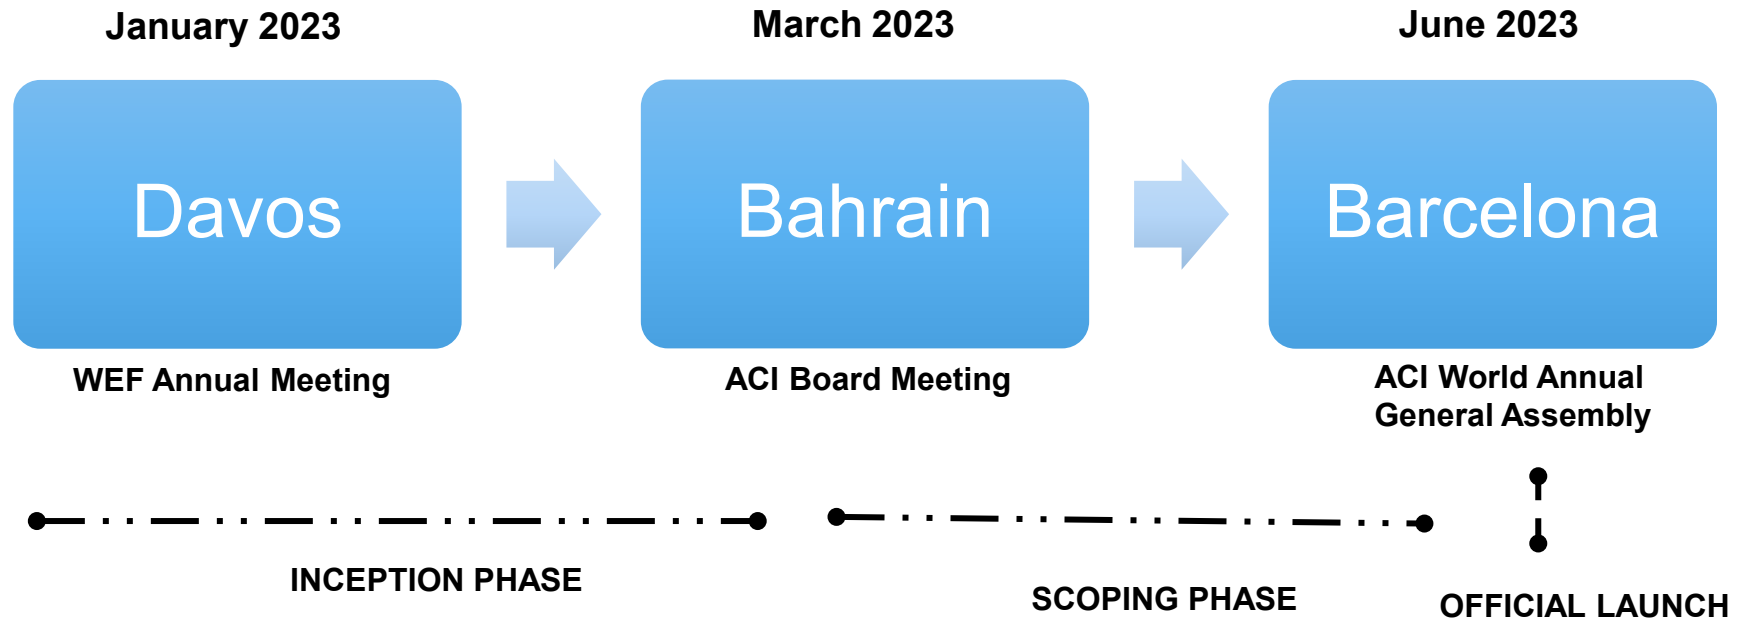 January 2023
March 2023
June 2023
Davos
Bahrain
Barcelona
WEF Annual Meeting
ACI Board Meeting
ACI World Annual
General Assembly
INCEPTION PHASE
SCOPING PHASE
OFFICIAL LAUNCH